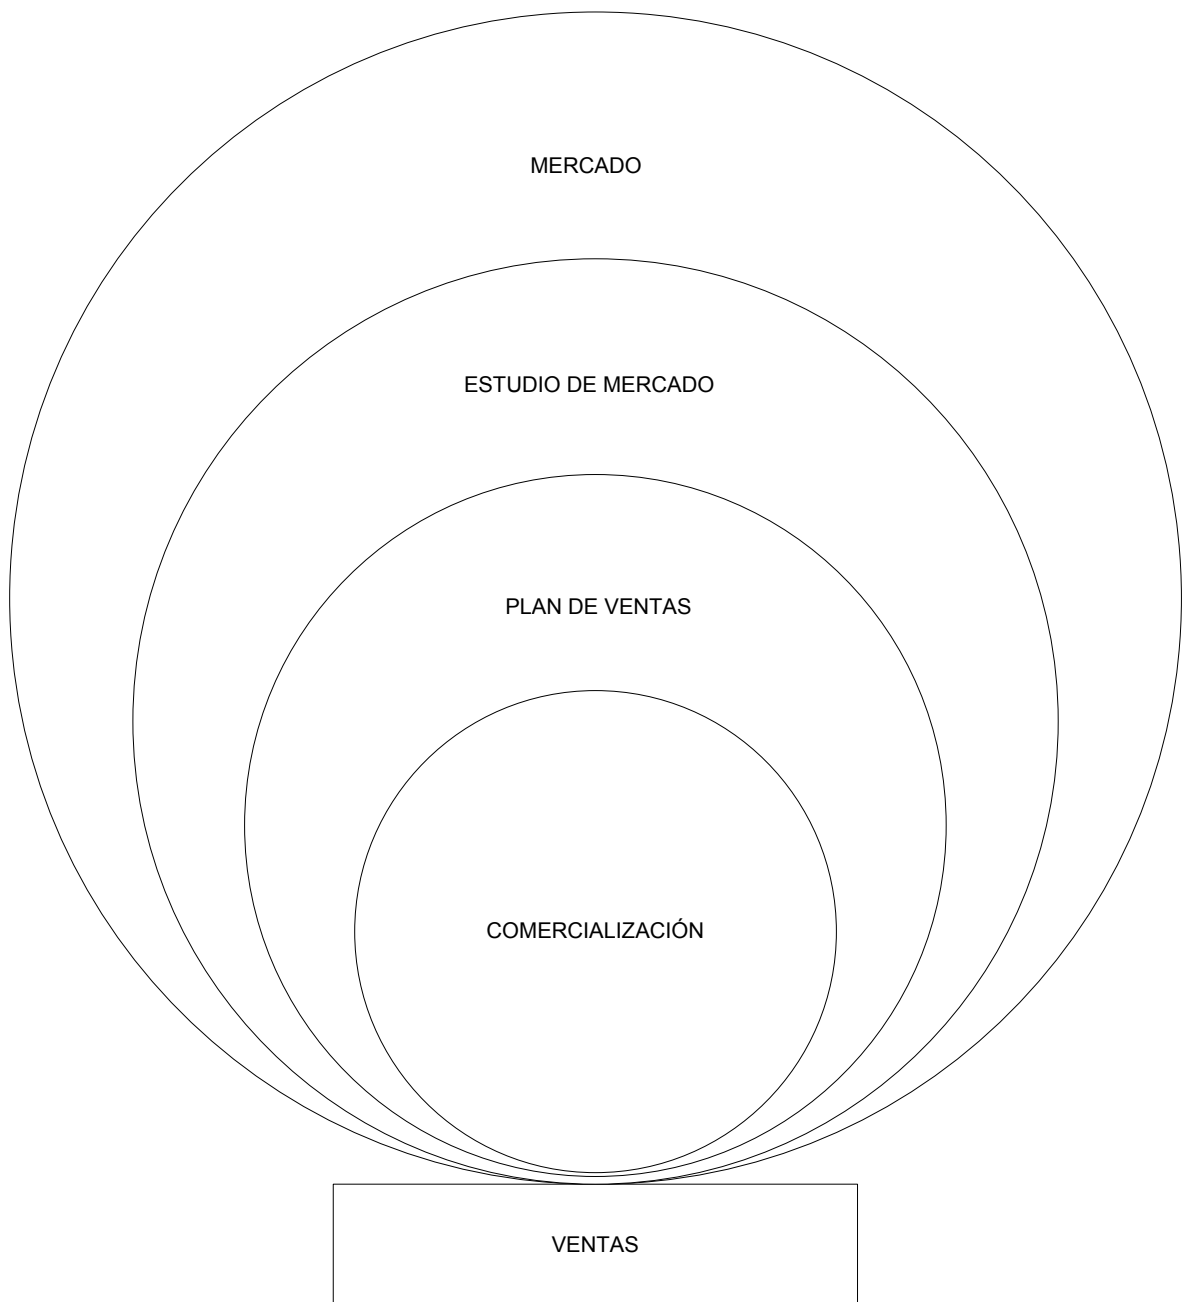 MERCADO
ESTUDIO DE MERCADO
PLAN DE VENTAS
COMERCIALIZACIÓN
VENTAS